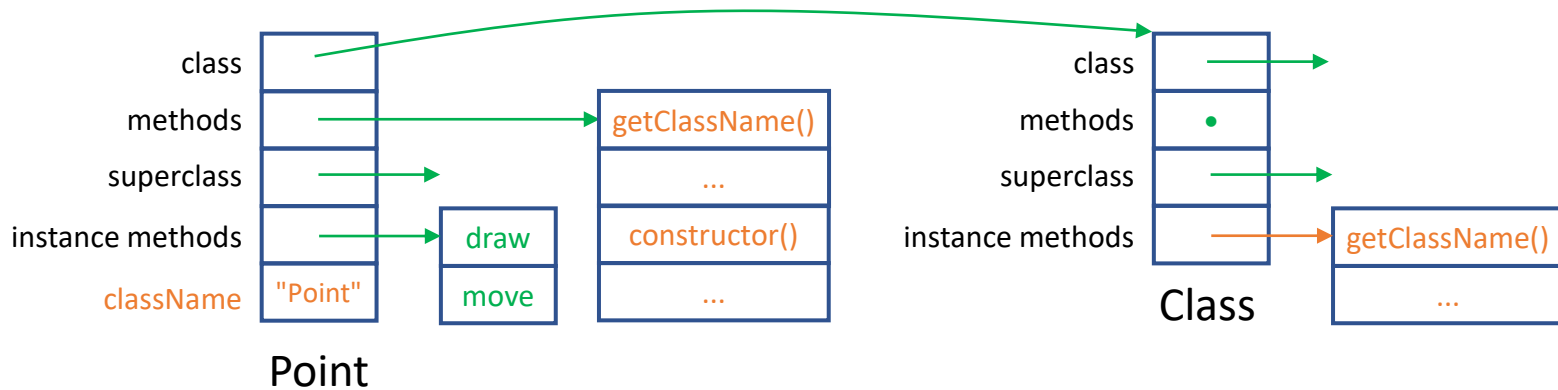 class
methods
superclass
instance methods
className
"Point"
draw
move
getClassName()
...
constructor()
...
Point
class
methods
superclass
instance methods
getClassName()
...
Class